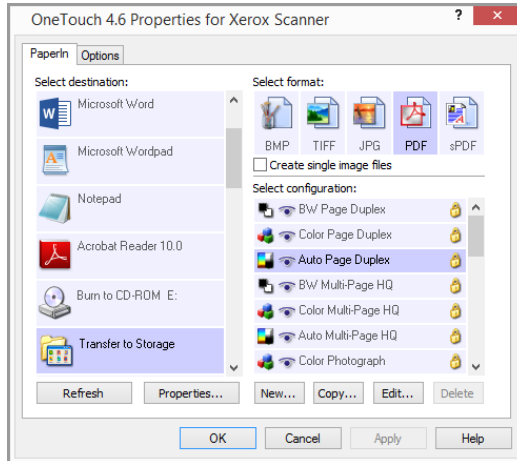 OneTouch 4.6 Properties for Xerox Scanner
?
PaperIn
Options
Select destination:
Microsoft Word
Microsoft Wordpad
Notepad
Acrobat Reader 10.0
Burn to CD-ROM E:
Transfer to Storage
Refresh
Properties...
Select format:
BMP TIFF JPG PDF sPDF
Create single image files
Select configuration:
BW Page Duplex
Color Page Duplex
Auto Page Duplex
BW Multi-Page HQ
Color Multi-Page HQ
Auto Multi-Page HQ
Color Photograph
New...
Copy...
Edit...
Delete
OK
Cancel
Apply
Help